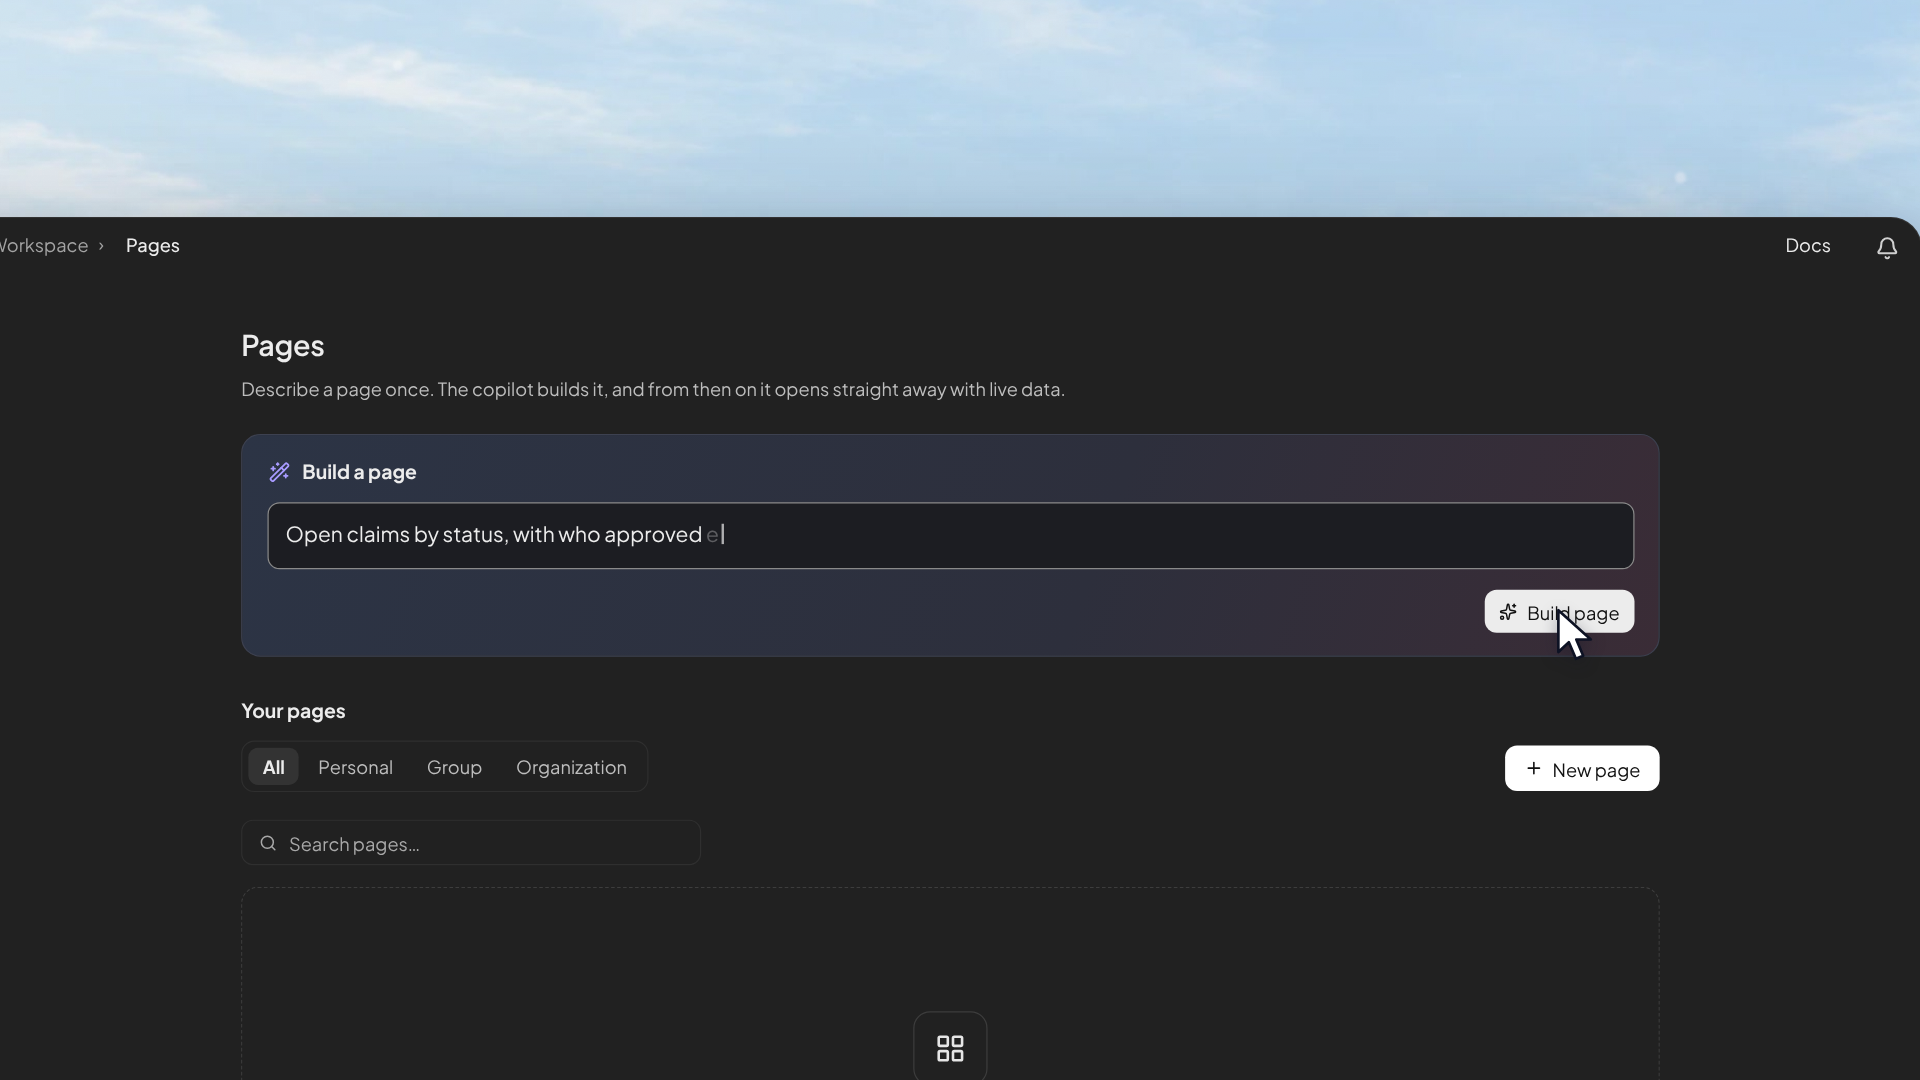 Workspace › Pages
Docs
Pages
Describe a page once. The copilot builds it, and from then on it opens straight away with live data.
Build a page
Open claims by status, with who approved e
Build page
Your pages
All Personal Group Organization
+ New page
Search pages...